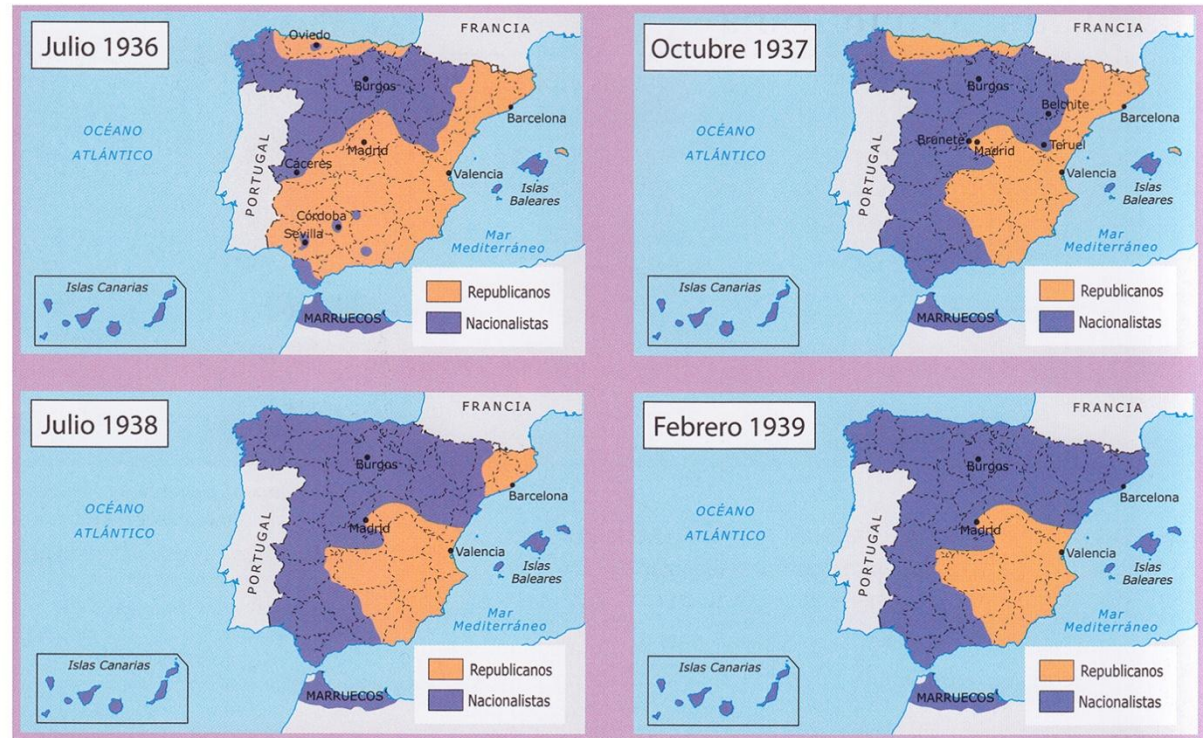 Julio 1936
FRANCIA
Oviedo
Burgos
Barcelona
OCÉANO
ATLÁNTICO
PORTUGAL
Madrid
Cáceres
Valencia
Islas
Baleares
Córdoba
Sevilla
Mar
Mediterráneo
Islas Canarias
MARRUECOS
Republicanos
Nacionalistas
Octubre 1937
FRANCIA
Burgos
Belchite
Barcelona
OCÉANO
ATLÁNTICO
PORTUGAL
Brunete
Madrid
Teruel
Valencia
Islas
Baleares
Mar
Mediterráneo
Islas Canarias
MARRUECOS
Republicanos
Nacionalistas
Julio 1938
FRANCIA
Burgos
Barcelona
OCÉANO
ATLÁNTICO
PORTUGAL
Madrid
Valencia
Islas
Baleares
Mar
Mediterráneo
Islas Canarias
MARRUECOS
Republicanos
Nacionalistas
Febrero 1939
FRANCIA
Burgos
Barcelona
OCÉANO
ATLÁNTICO
PORTUGAL
Madrid
Valencia
Islas
Baleares
Mar
Mediterráneo
Islas Canarias
MARRUECOS
Republicanos
Nacionalistas